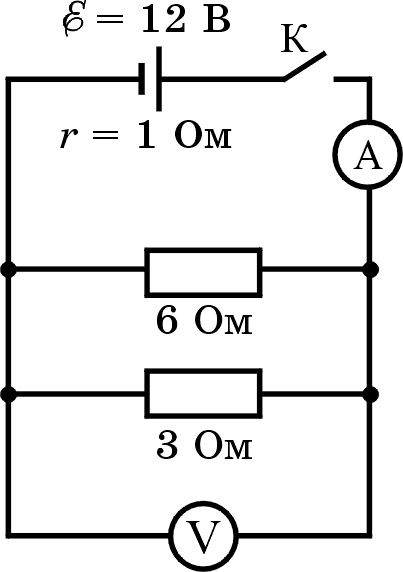 ℰ = 12 В
К
r = 1 Ом
А
6 Ом
3 Ом
V